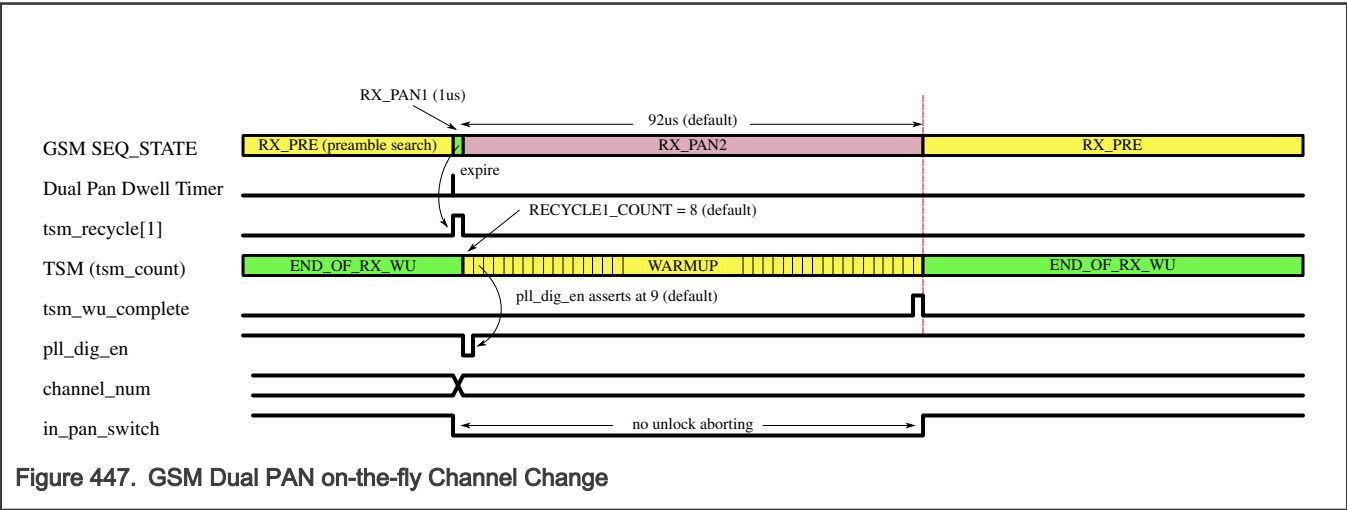 RX_PAN1 (1us)
92us (default)
GSM SEQ_STATE
RX_PRE (preamble search)
RX_PAN2
RX_PRE
expire
Dual Pan Dwell Timer
RECYCLE1_COUNT = 8 (default)
tsm_recycle[1]
TSM (tsm_count)
END_OF_RX_WU
WARMUP
END_OF_RX_WU
pll_dig_en asserts at 9 (default)
tsm_wu_complete
pll_dig_en
channel_num
in_pan_switch
no unlock aborting
Figure 447. GSM Dual PAN on-the-fly Channel Change